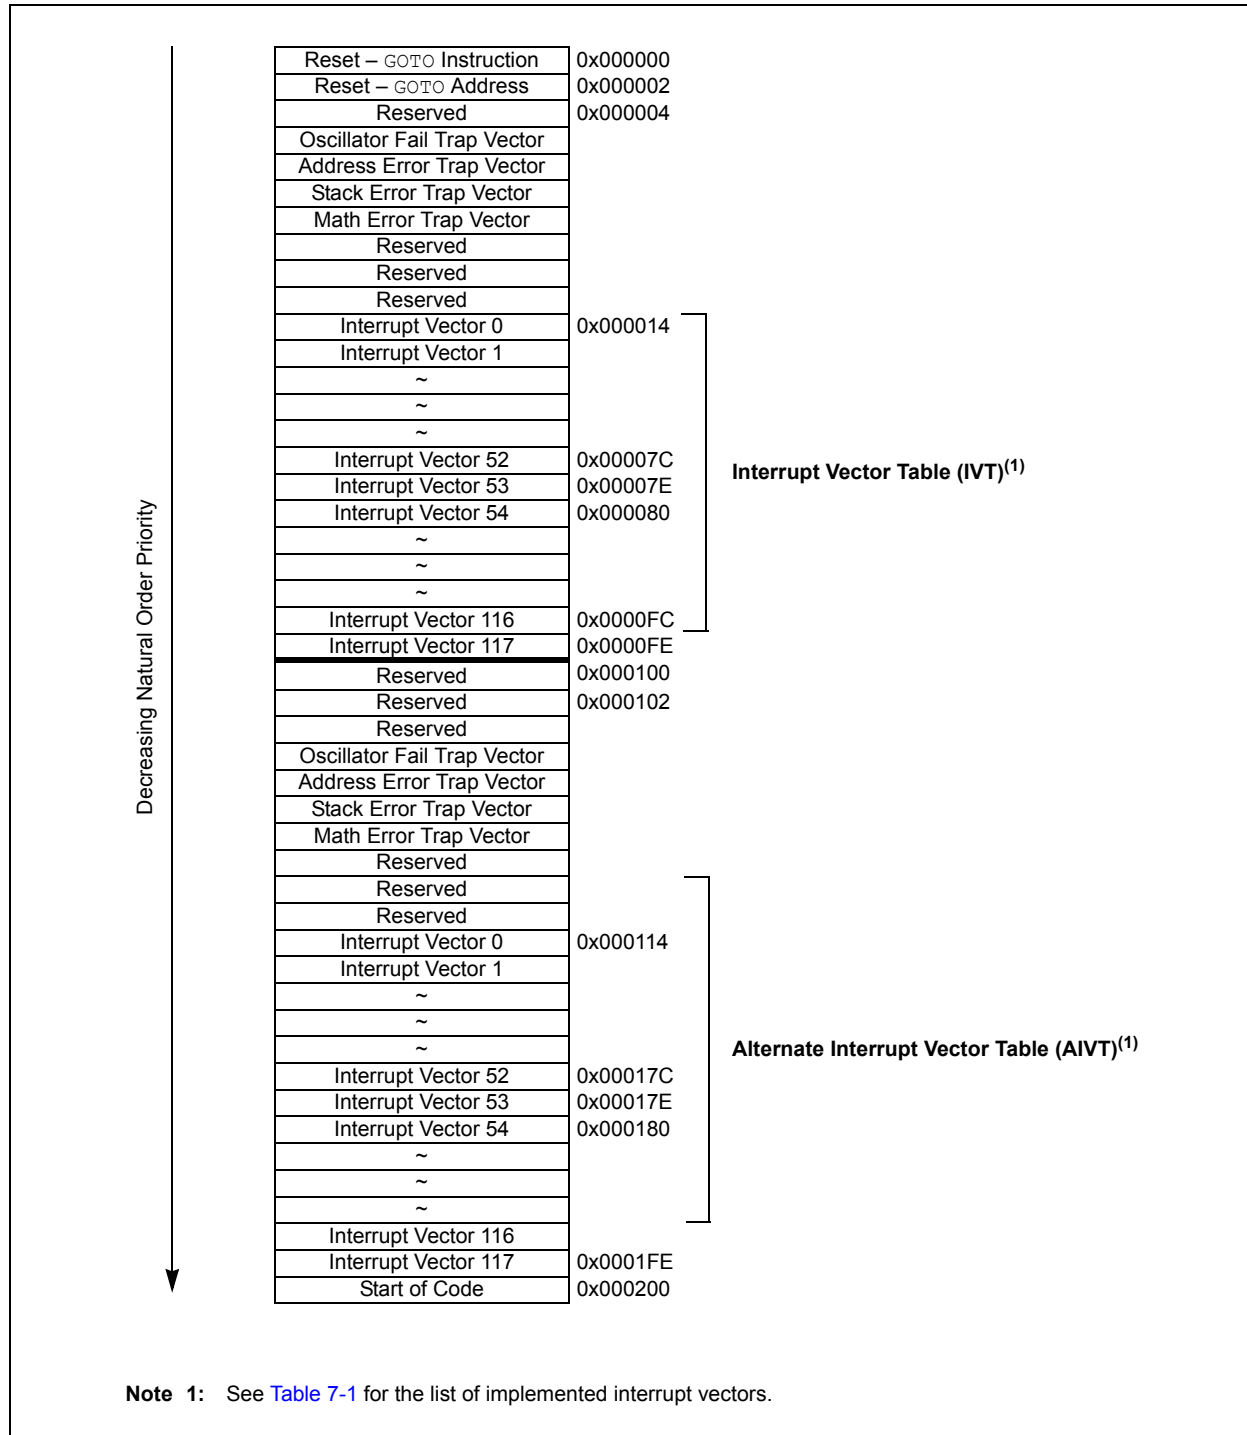 Reset – GOTO Instruction 0x000000
Reset – GOTO Address 0x000002
Reserved 0x000004
Oscillator Fail Trap Vector
Address Error Trap Vector
Stack Error Trap Vector
Math Error Trap Vector
Reserved
Reserved
Reserved
Interrupt Vector 0 0x000014
Interrupt Vector 1
~
~
~
Interrupt Vector 52 0x00007C
Interrupt Vector Table (IVT)(1)
Interrupt Vector 53 0x00007E
Interrupt Vector 54 0x000080
~
~
~
Interrupt Vector 116 0x0000FC
Interrupt Vector 117 0x0000FE
Decreasing Natural Order Priority
Reserved 0x000100
Reserved 0x000102
Reserved
Oscillator Fail Trap Vector
Address Error Trap Vector
Stack Error Trap Vector
Math Error Trap Vector
Reserved
Reserved
Reserved
Interrupt Vector 0 0x000114
Interrupt Vector 1
~
~
~
Alternate Interrupt Vector Table (AIVT)(1)
Interrupt Vector 52 0x00017C
Interrupt Vector 53 0x00017E
Interrupt Vector 54 0x000180
~
~
~
Interrupt Vector 116
Interrupt Vector 117 0x0001FE
Start of Code 0x000200
Note 1: See Table 7-1 for the list of implemented interrupt vectors.